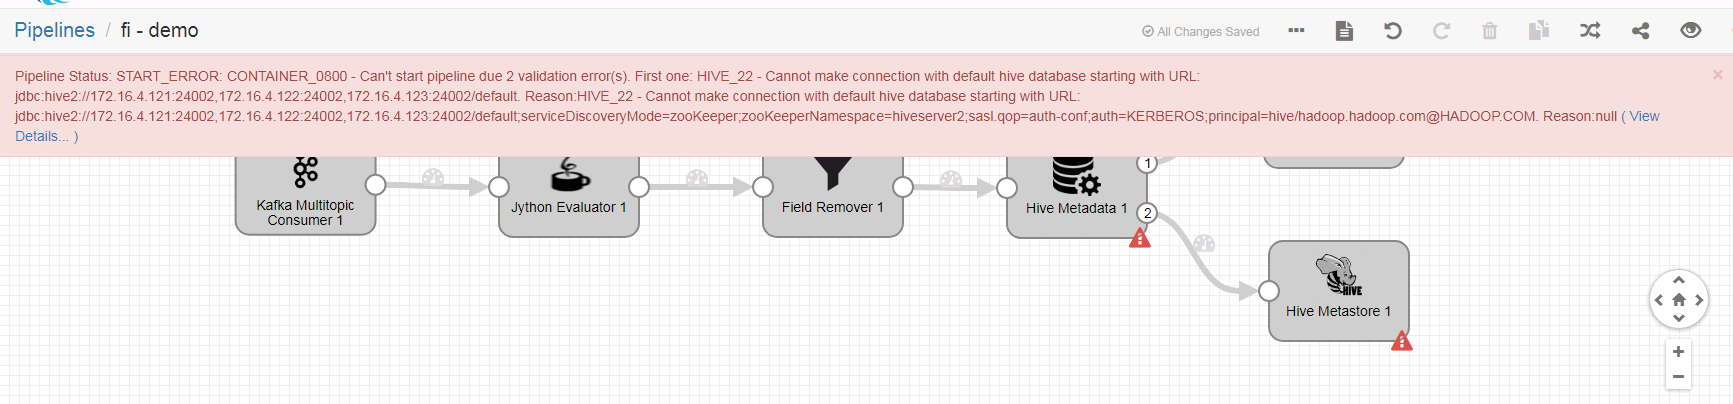 Pipelines / fi - demo
All Changes Saved
Pipeline Status: START_ERROR: CONTAINER_0800 - Can't start pipeline due 2 validation error(s). First one: HIVE_22 - Cannot make connection with default hive database starting with URL:
jdbc:hive2://172.16.4.121:24002,172.16.4.122:24002,172.16.4.123:24002/default. Reason:HIVE_22 - Cannot make connection with default hive database starting with URL:
jdbc:hive2://172.16.4.121:24002,172.16.4.122:24002,172.16.4.123:24002/default;serviceDiscoveryMode=zooKeeper;zooKeeperNamespace=hiveserver2;sasl.qop=auth-conf;auth=KERBEROS;principal=hive/hadoop.hadoop.com@HADOOP.COM. Reason:null ( View
Details... )
Kafka Multitopic
Consumer 1
Jython Evaluator 1
Field Remover 1
Hive Metadata 1
1
2
HIVE
Hive Metastore 1